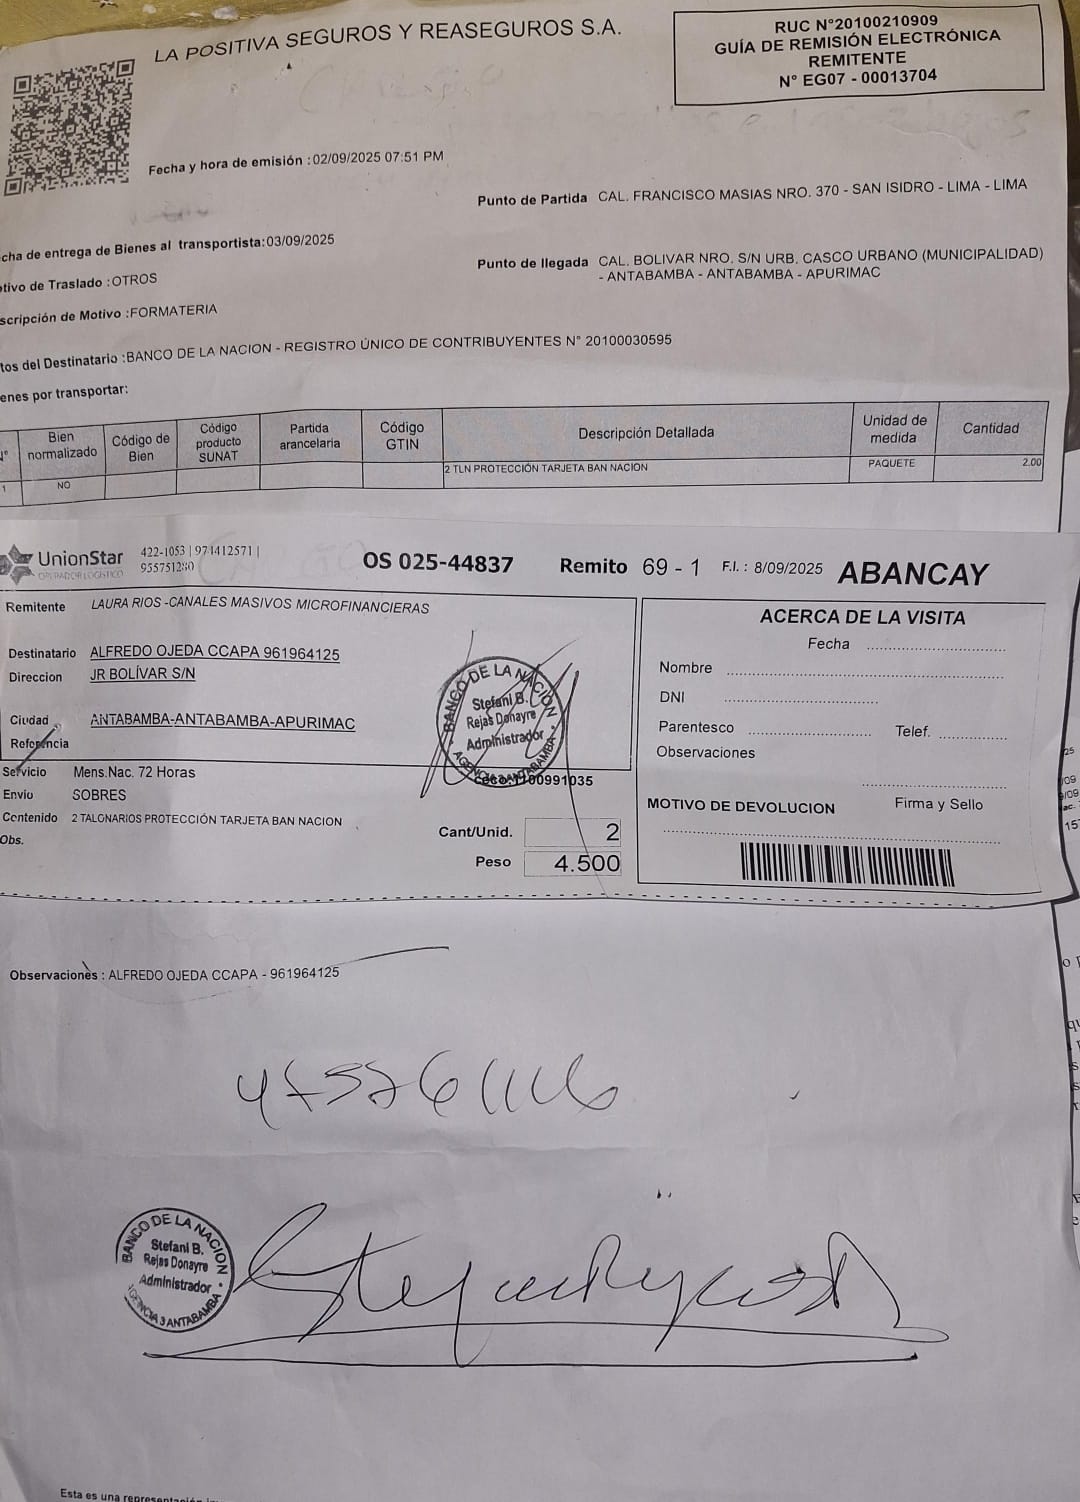 LA POSITIVA SEGUROS Y REASEGUROS S.A.
RUC N°20100210909
GUÍA DE REMISIÓN ELECTRÓNICA
REMITENTE
N° EG07 - 00013704
Fecha y hora de emisión :02/09/2025 07:51 PM
Punto de Partida CAL. FRANCISCO MASIAS NRO. 370 - SAN ISIDRO - LIMA - LIMA
cha de entrega de Bienes al transportista:03/09/2025
Punto de llegada CAL. BOLIVAR NRO. S/N URB. CASCO URBANO (MUNICIPALIDAD)
- ANTABAMBA - ANTABAMBA - APURIMAC
tivo de Traslado :OTROS
scripción de Motivo :FORMATERIA
tos del Destinatario :BANCO DE LA NACION - REGISTRO ÚNICO DE CONTRIBUYENTES N° 20100030595
enes por transportar:
N° Bien normalizado Código de Bien Código producto SUNAT Partida arancelaria Código GTIN Descripción Detallada Unidad de medida Cantidad
1 NO 2 TLN PROTECCIÓN TARJETA BAN NACION PAQUETE 2.00
UnionStar
OPERADOR LOGÍSTICO
422-1053 | 971412571 |
955751280
OS 025-44837 Remito 69 - 1 F.I. : 8/09/2025 ABANCAY
Remitente LAURA RIOS -CANALES MASIVOS MICROFINANCIERAS
Destinatario ALFREDO OJEDA CCAPA 961964125
Direccion JR BOLÍVAR S/N
Ciudad ANTABAMBA-ANTABAMBA-APURIMAC
Referencia
BANCO DE LA NACIÓN
Stefani B.
Rejas Donayre
Administrador
AGENCIA 3 ANTABAMBA
Servicio Mens.Nac. 72 Horas
Ceco:1100991035
Envio SOBRES
Contenido 2 TALONARIOS PROTECCIÓN TARJETA BAN NACION
Obs.
Cant/Unid. 2
Peso 4.500
ACERCA DE LA VISITA
Fecha
Nombre
DNI
Parentesco Telef.
Observaciones
MOTIVO DE DEVOLUCION Firma y Sello
Observaciones : ALFREDO OJEDA CCAPA - 961964125
BANCO DE LA NACION
Stefani B.
Rejas Donayre
Administrador
AGENCIA 3 ANTABAMBA
Esta es una